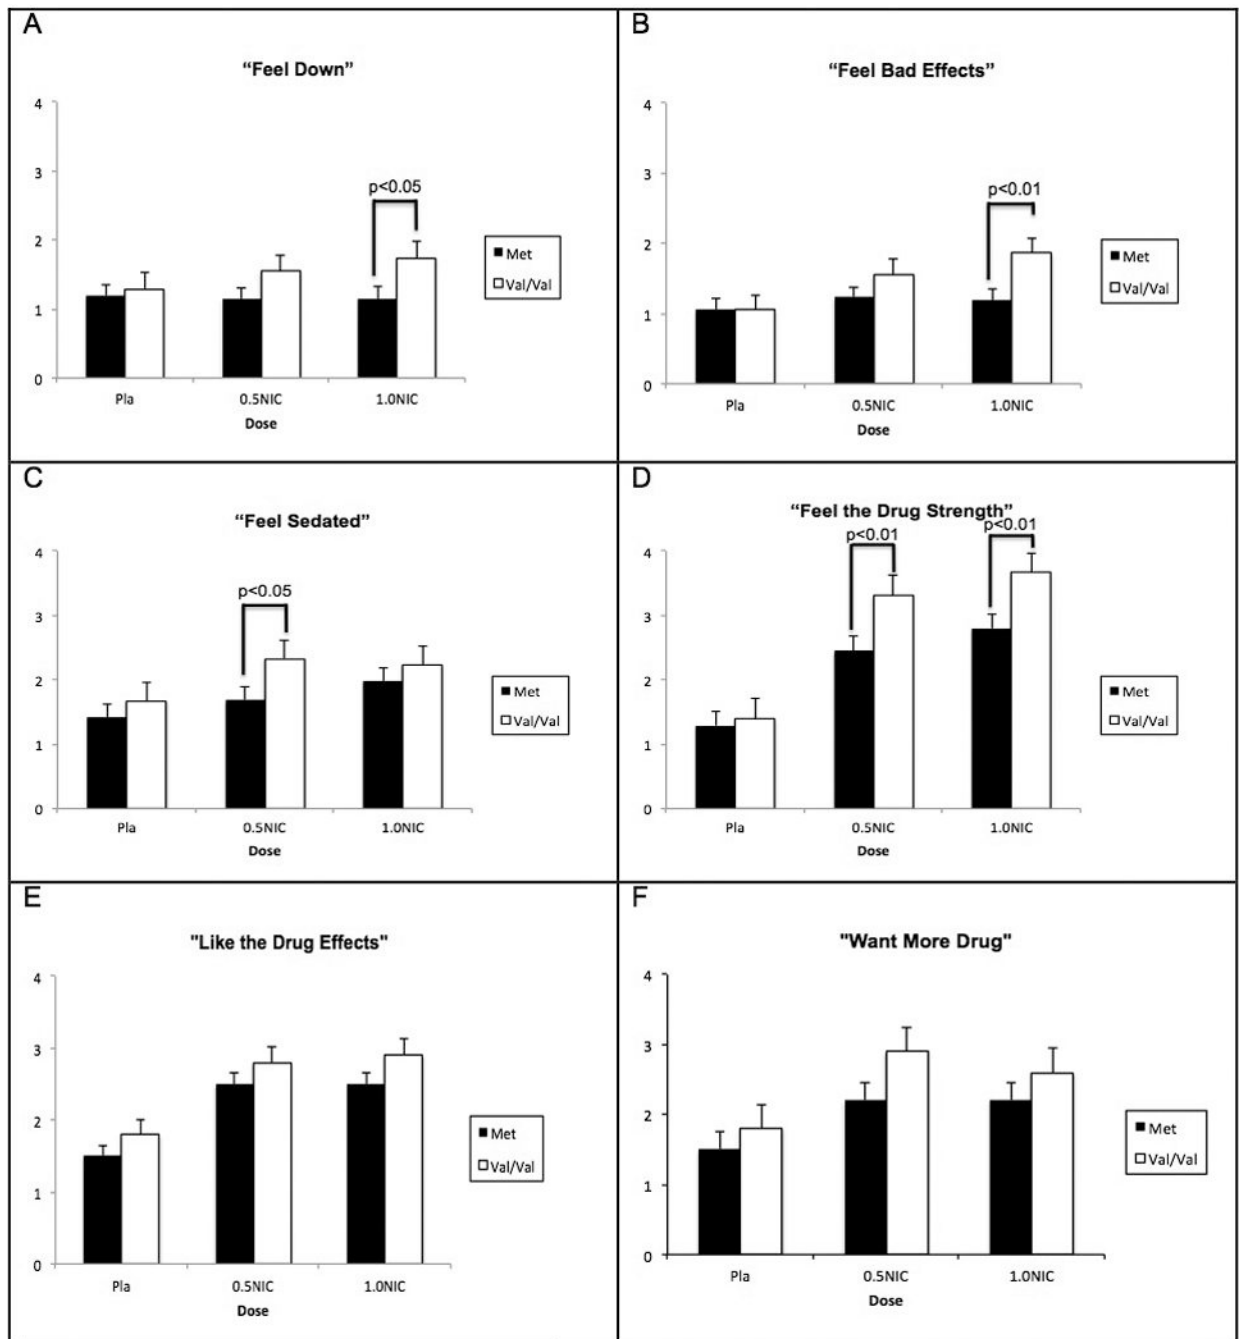 A
“Feel Down”
4
3
2
1
0
p<0.05
Met
Val/Val
Pla 0.5NIC 1.0NIC
Dose
B
“Feel Bad Effects”
4
3
2
1
0
p<0.01
Met
Val/Val
Pla 0.5NIC 1.0NIC
Dose
C
“Feel Sedated”
4
3
2
1
0
p<0.05
Met
Val/Val
Pla 0.5NIC 1.0NIC
Dose
D
“Feel the Drug Strength”
4
3
2
1
0
p<0.01 p<0.01
Met
Val/Val
Pla 0.5NIC 1.0NIC
Dose
E
"Like the Drug Effects"
4
3
2
1
0
Met
Val/Val
Pla 0.5NIC 1.0NIC
Dose
F
"Want More Drug"
4
3
2
1
0
Met
Val/Val
Pla 0.5NIC 1.0NIC
Dose